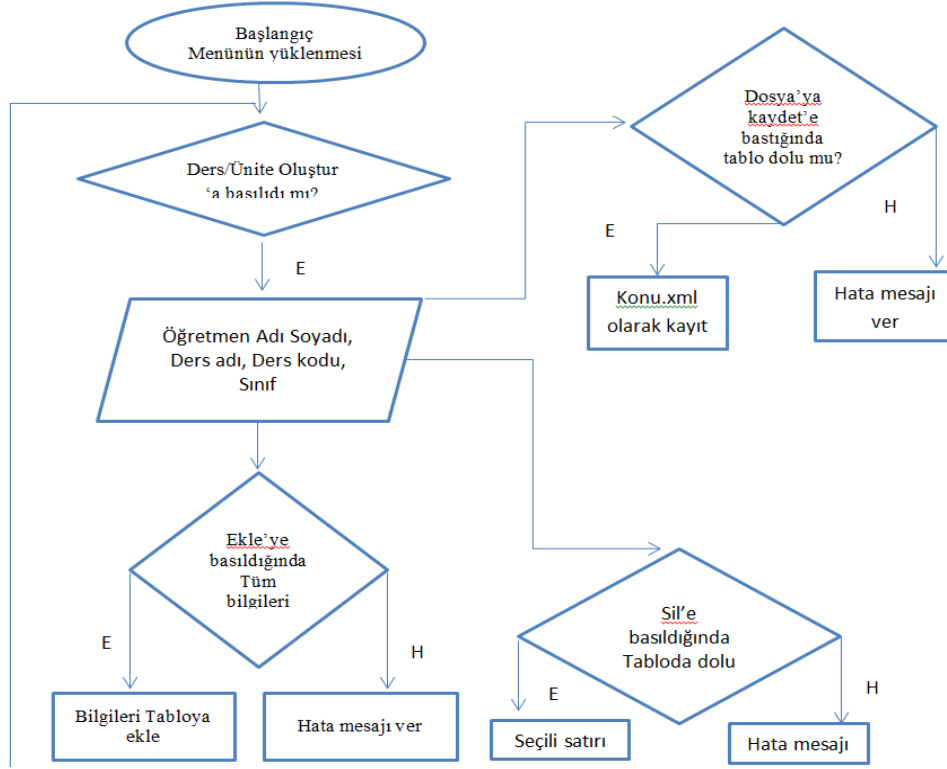 Başlangıç
Menünün yüklenmesi
Dosya’ya
kaydet’e
bastığında
tablo dolu mu?
Ders/Ünite Oluştur
‘a basılıdı mı?
E
H
E
Konu.xml
olarak kayıt
Hata mesajı
ver
Öğretmen Adı Soyadı,
Ders adı, Ders kodu,
Sınıf
Ekle’ye
basıldığında
Tüm
bilgileri
E
H
Bilgileri Tabloya
ekle
Hata mesajı ver
Sil’e
basıldığında
Tabloda dolu
E
H
Seçili satırı
Hata mesajı